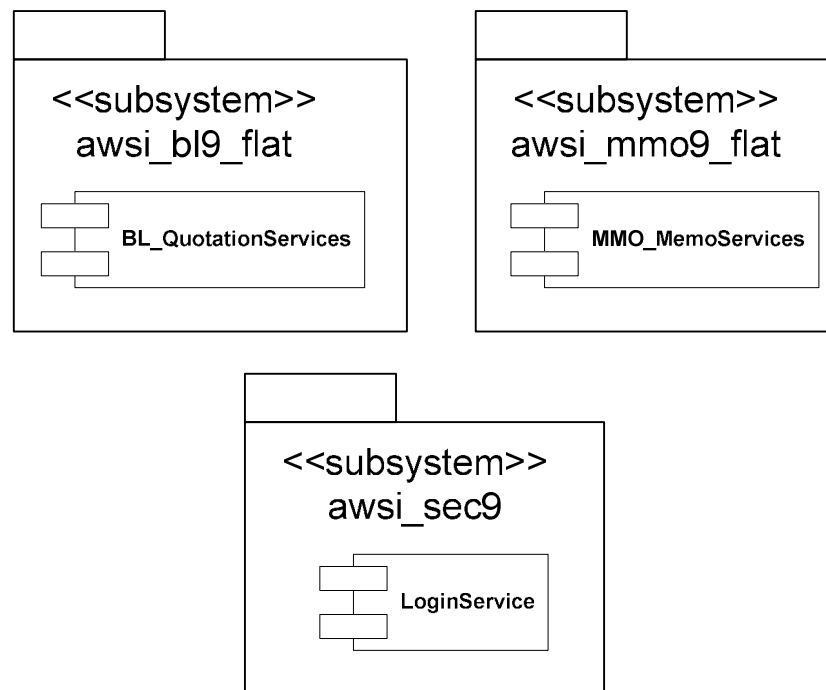 <<subsystem>>
awsi_bl9_flat
BL_QuotationServices
<<subsystem>>
awsi_mmo9_flat
MMO_MemoServices
<<subsystem>>
awsi_sec9
LoginService